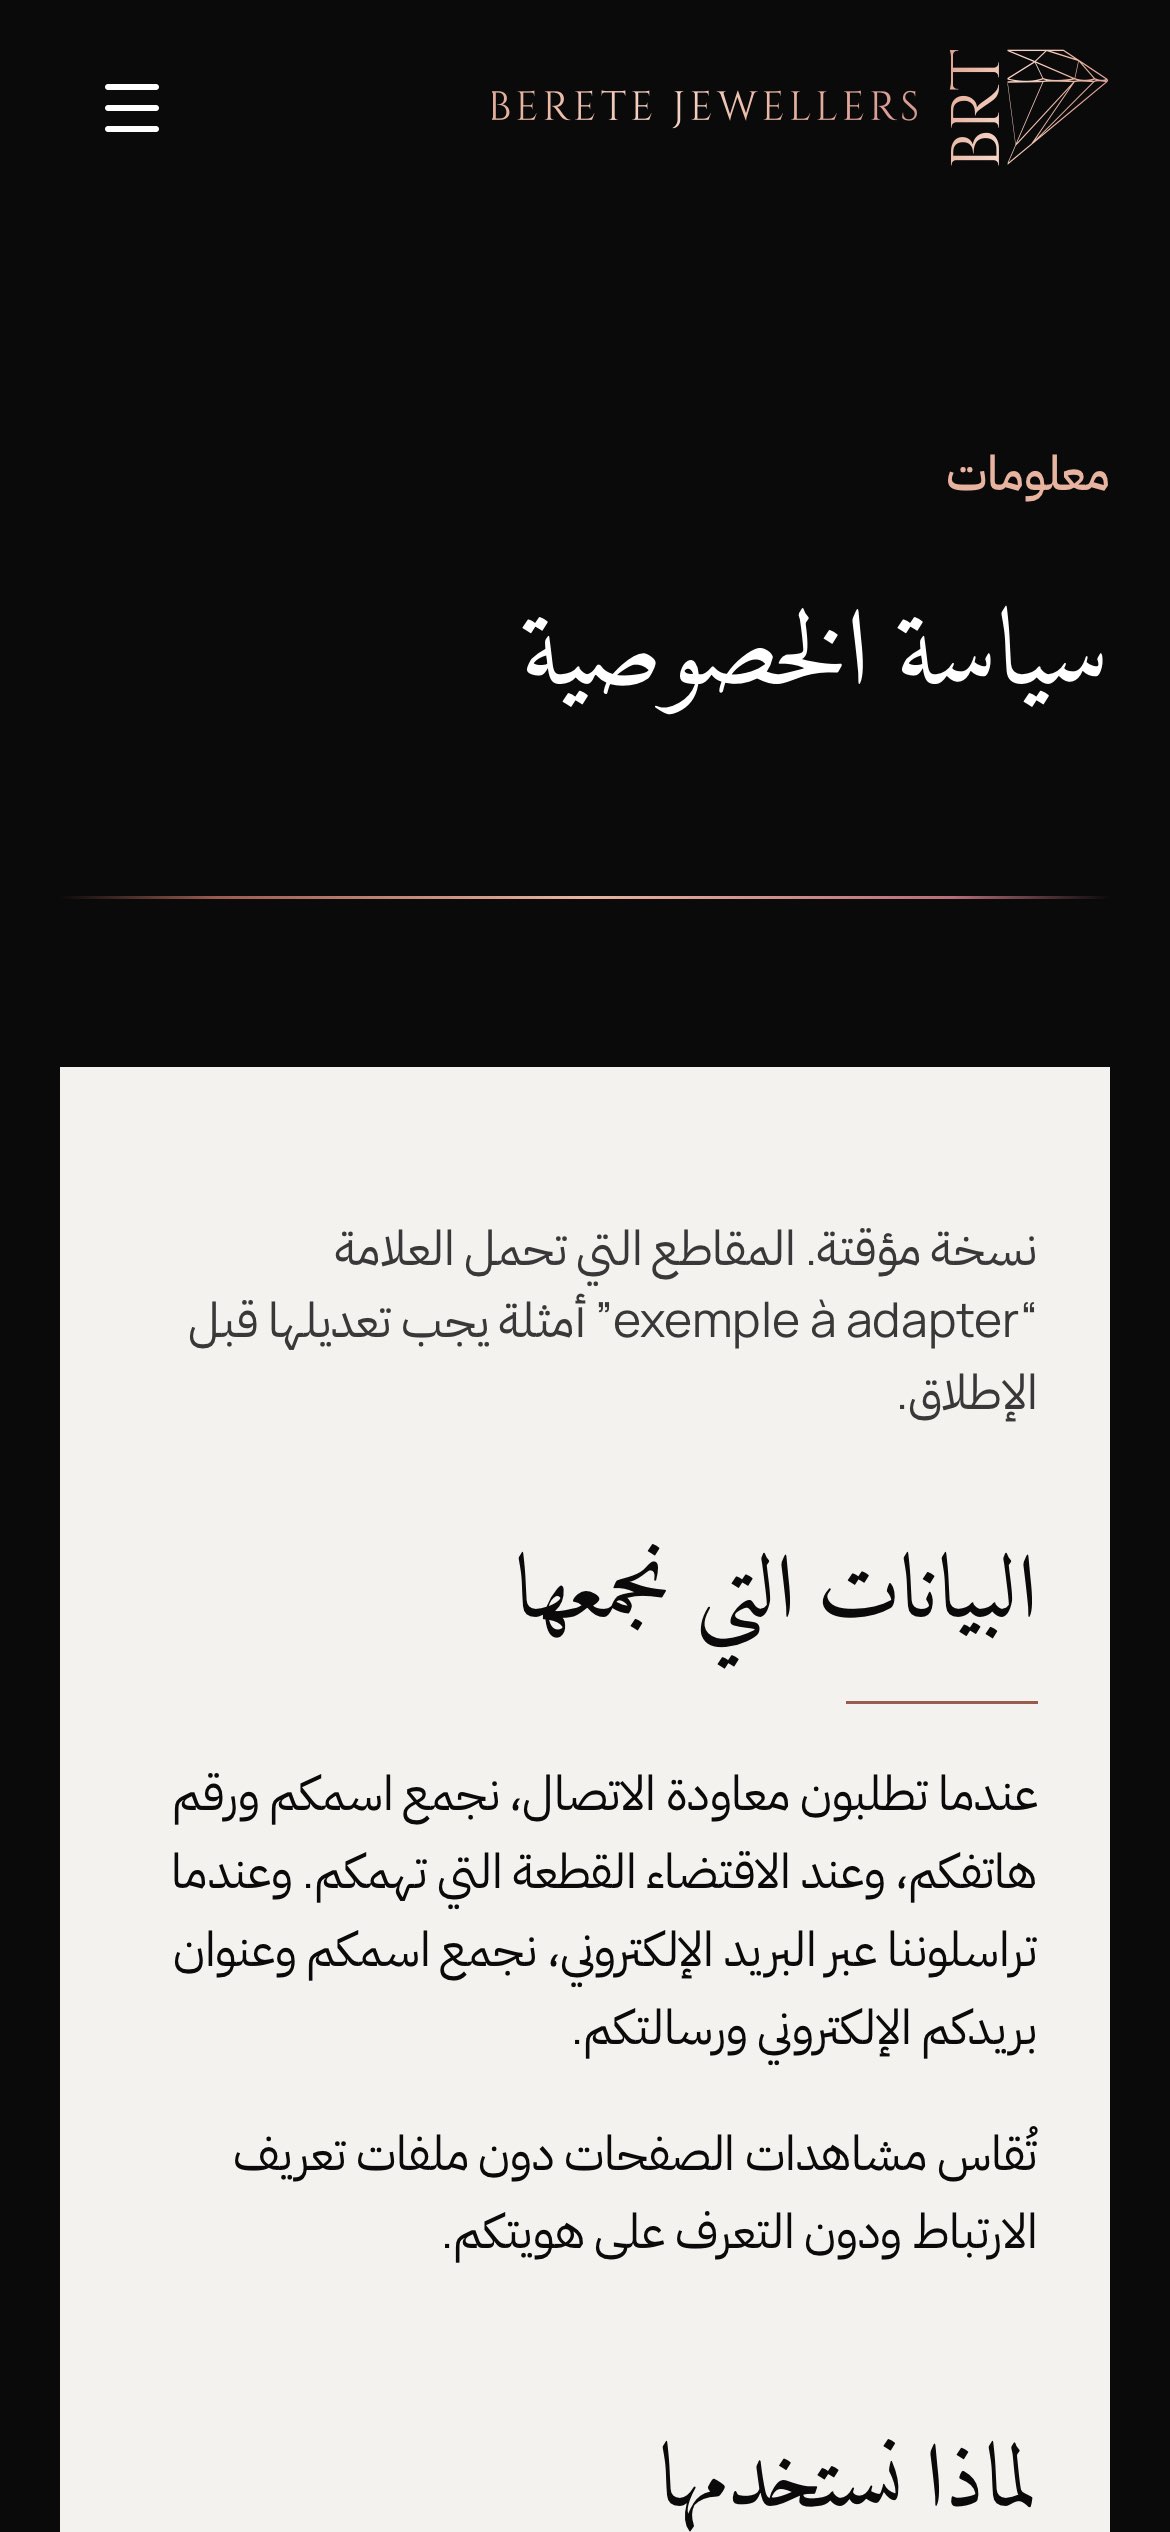 BRT
BERETE JEWELLERS
معلومات
سياسة الخصوصية
نسخة مؤقتة. المقاطع التي تحمل العلامة
“exemple à adapter” أمثلة يجب تعديلها قبل
الإطلاق.
البيانات التي نجمعها
عندما تطلبون معاودة الاتصال، نجمع اسمكم ورقم
هاتفكم، وعند الاقتضاء القطعة التي تهمكم. وعندما
تراسلوننا عبر البريد الإلكتروني، نجمع اسمكم وعنوان
بريدكم الإلكتروني ورسالتكم.
تُقاس مشاهدات الصفحات دون ملفات تعريف
الارتباط ودون التعرف على هويتكم.
لماذا نستخدمها